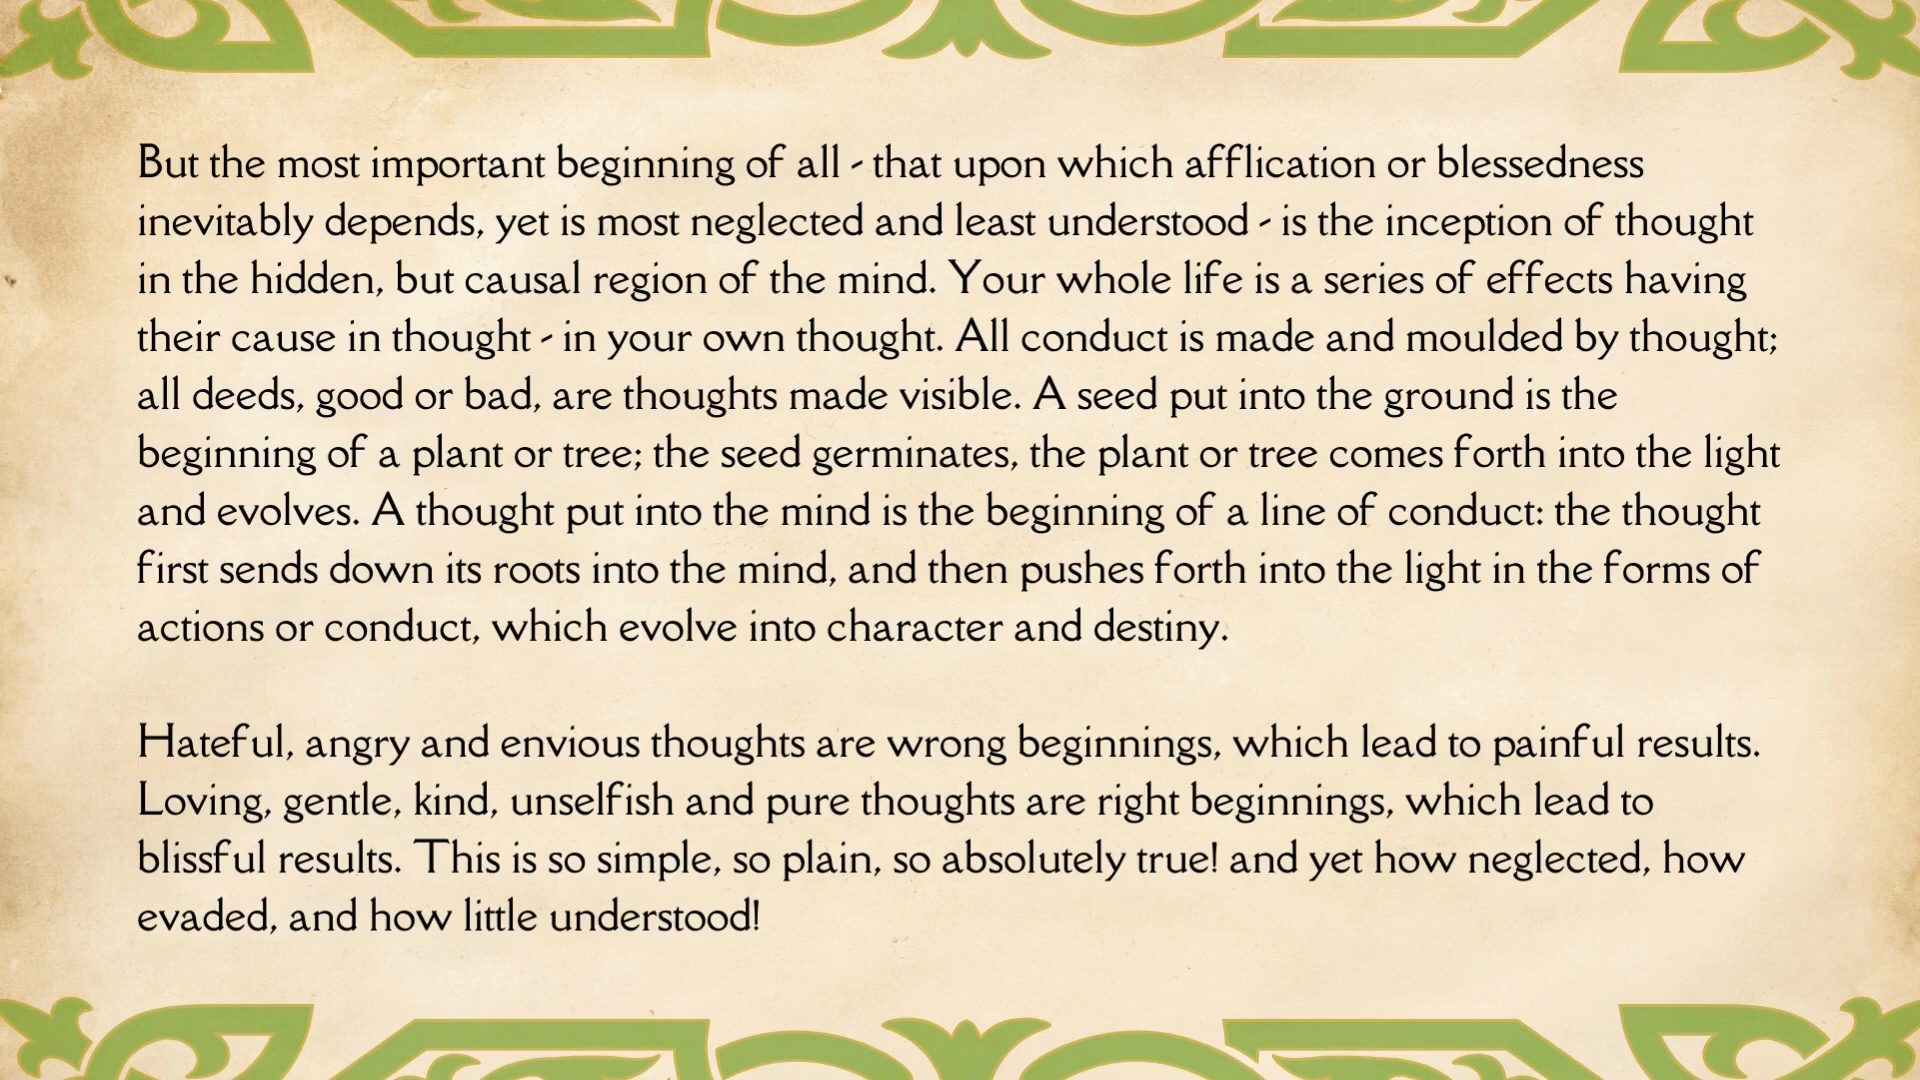 But the most important beginning of all - that upon which afflication or blessedness
inevitably depends, yet is most neglected and least understood - is the inception of thought
in the hidden, but causal region of the mind. Your whole life is a series of effects having
their cause in thought - in your own thought. All conduct is made and moulded by thought;
all deeds, good or bad, are thoughts made visible. A seed put into the ground is the
beginning of a plant or tree; the seed germinates, the plant or tree comes forth into the light
and evolves. A thought put into the mind is the beginning of a line of conduct: the thought
first sends down its roots into the mind, and then pushes forth into the light in the forms of
actions or conduct, which evolve into character and destiny.
Hateful, angry and envious thoughts are wrong beginnings, which lead to painful results.
Loving, gentle, kind, unselfish and pure thoughts are right beginnings, which lead to
blissful results. This is so simple, so plain, so absolutely true! and yet how neglected, how
evaded, and how little understood!